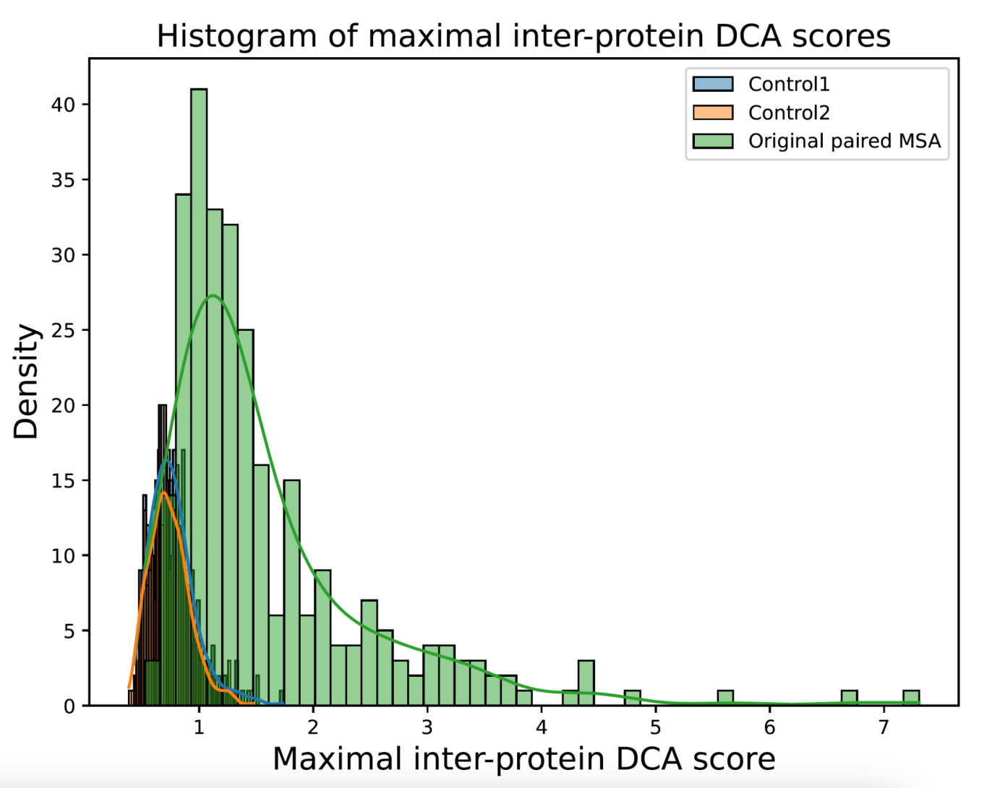 Histogram of maximal inter-protein DCA scores
Control1
Control2
Original paired MSA
40
35
30
25
20
15
10
5
0
Density
1 2 3 4 5 6 7
Maximal inter-protein DCA score